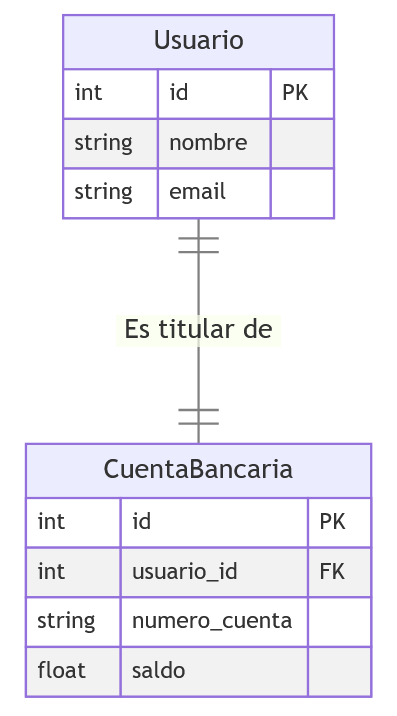 Usuario
int id PK
string nombre
string email
Es titular de
CuentaBancaria
int id PK
int usuario_id FK
string numero_cuenta
float saldo